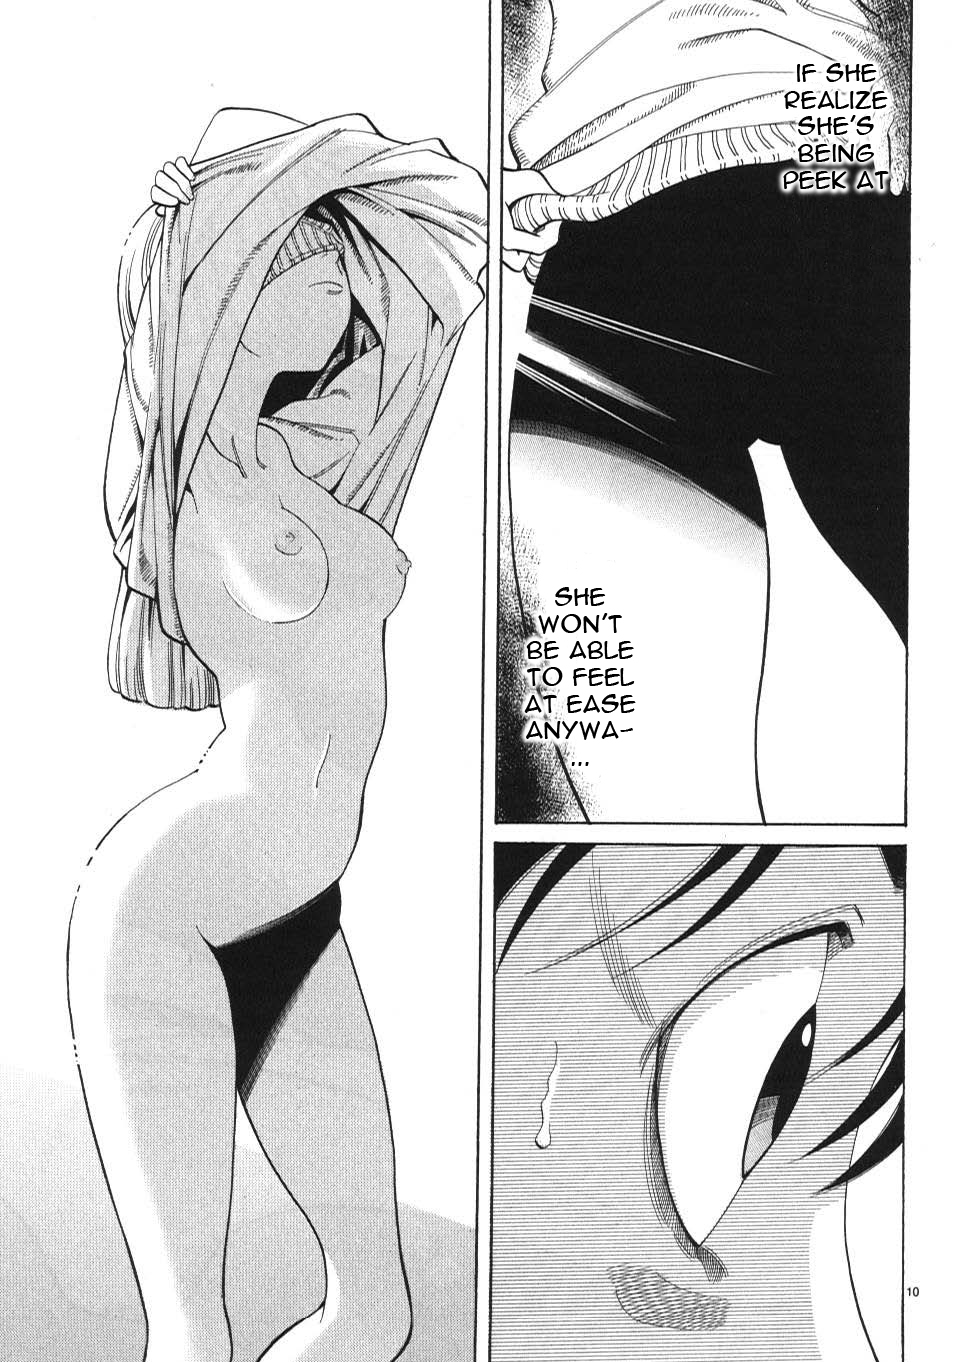 IF SHE
REALIZE
SHE'S
BEING
PEEK AT
SHE
WON'T
BE ABLE
TO FEEL
AT EASE
ANYWA-
...
10